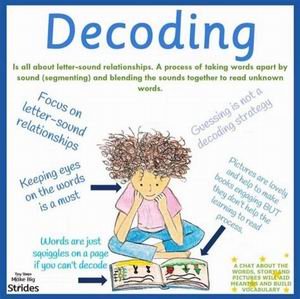 Decoding
Is all about letter-sound relationships. A process of taking words apart by
sound (segmenting) and blending the sounds together to read unknown
words.
Focus on
letter-sound
relationships
Guessing is not a
decoding strategy
Keeping eyes
on the words
is a must
Pictures are lovely
and help to make
books engaging BUT
they don't help the
learning to read
process.
Words are just
squiggles on a page
if you can't decode
Tiny Steps
Make Big
Strides
A CHAT ABOUT THE
WORDS, STORY AND
PICTURES WILL AID
MEANING AND BUILD
VOCABULARY